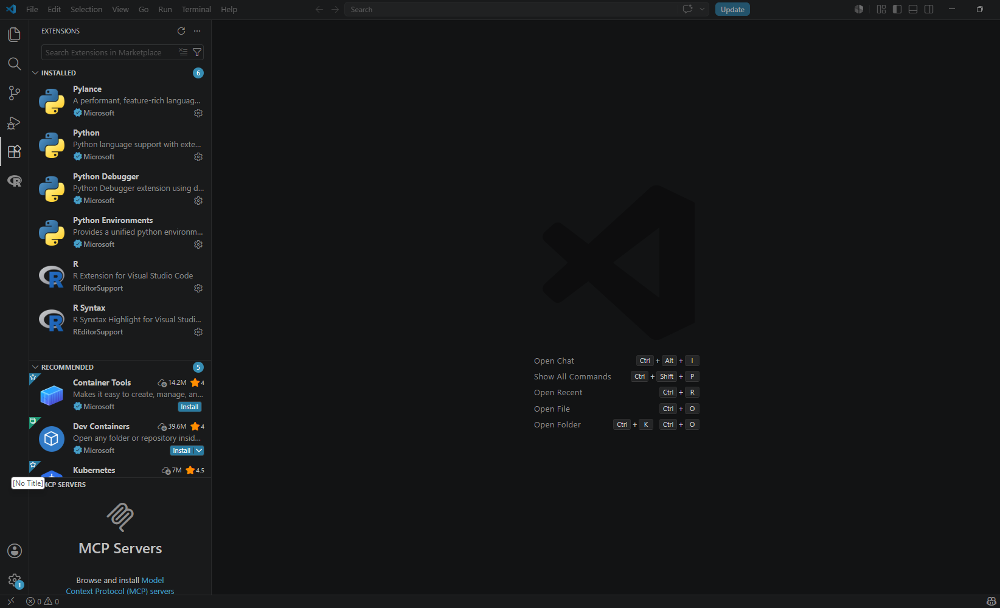 File Edit Selection View Go Run Terminal Help
Search
Update
EXTENSIONS
Search Extensions in Marketplace
INSTALLED 6
Pylance
A performant, feature-rich languag...
Microsoft
Python
Python language support with exte...
Microsoft
Python Debugger
Python Debugger extension using d...
Microsoft
Python Environments
Provides a unified python environm...
Microsoft
R
R Extension for Visual Studio Code
REditorSupport
R Syntax
R Synxtax Highlight for Visual Studi...
REditorSupport
RECOMMENDED 5
Container Tools 14.2M 4
Makes it easy to create, manage, an...
Microsoft Install
Dev Containers 39.6M 4
Open any folder or repository insid...
Microsoft Install
Kubernetes 7M 4.5
[No Title]
MCP SERVERS
MCP Servers
Browse and install Model
Context Protocol (MCP) servers
1
0 0
Open Chat Ctrl + Alt + I
Show All Commands Ctrl + Shift + P
Open Recent Ctrl + R
Open File Ctrl + O
Open Folder Ctrl + K Ctrl + O